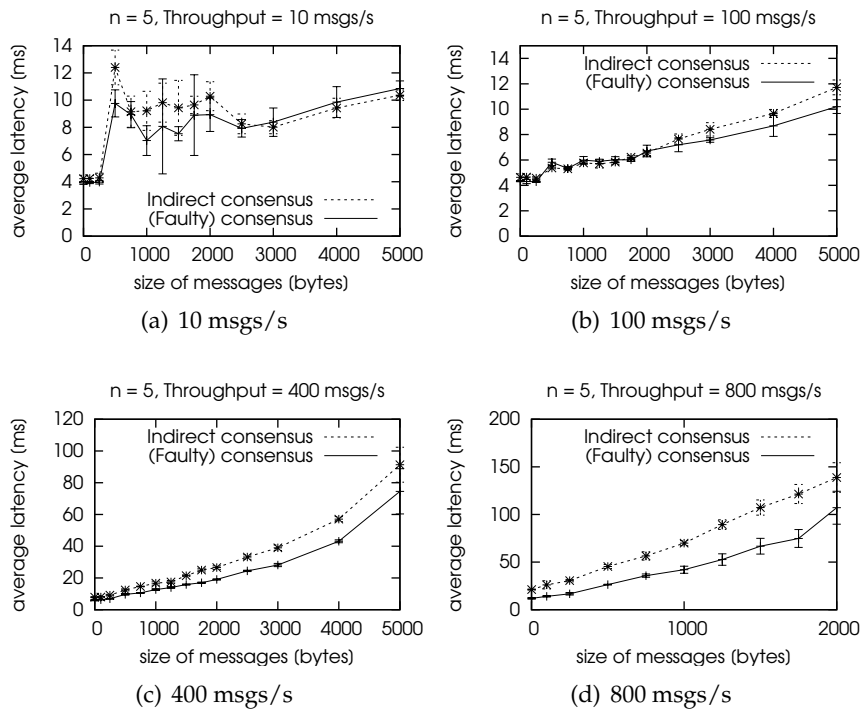 n = 5, Throughput = 10 msgs/s
14
12
10
8
6
4
2
0
average latency (ms)
Indirect consensus
(Faulty) consensus
0 1000 2000 3000 4000 5000
size of messages (bytes)
(a) 10 msgs/s
n = 5, Throughput = 100 msgs/s
14
12
10
8
6
4
2
0
average latency (ms)
Indirect consensus
(Faulty) consensus
0 1000 2000 3000 4000 5000
size of messages (bytes)
(b) 100 msgs/s
n = 5, Throughput = 400 msgs/s
120
100
80
60
40
20
0
average latency (ms)
Indirect consensus
(Faulty) consensus
0 1000 2000 3000 4000 5000
size of messages (bytes)
(c) 400 msgs/s
n = 5, Throughput = 800 msgs/s
200
150
100
50
0
average latency (ms)
Indirect consensus
(Faulty) consensus
0 1000 2000
size of messages (bytes)
(d) 800 msgs/s